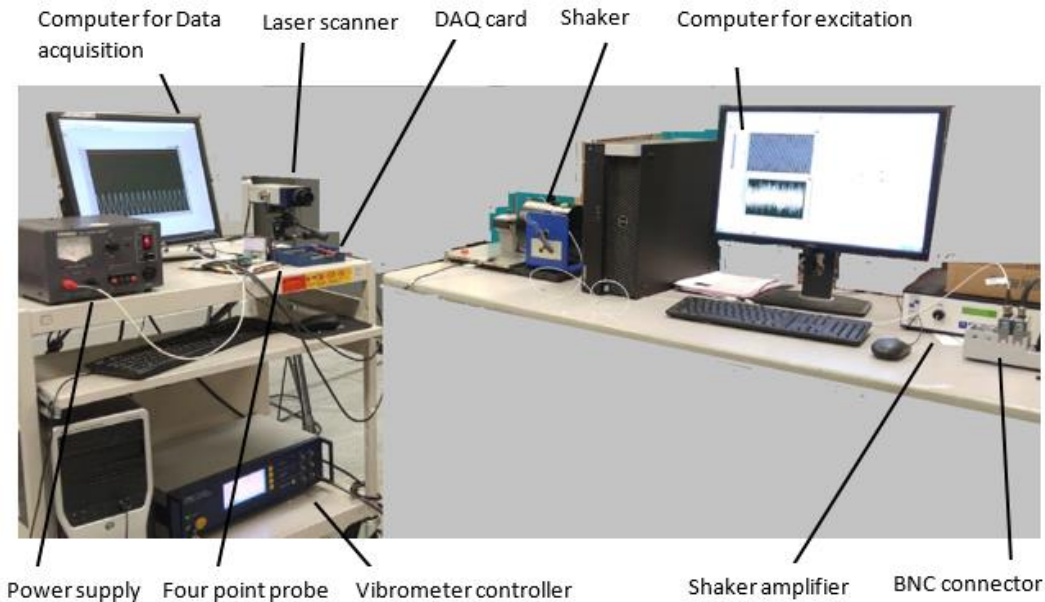 Computer for Data
acquisition
Laser scanner
DAQ card
Shaker
Computer for excitation
Power supply
Four point probe
Vibrometer controller
Shaker amplifier
BNC connector